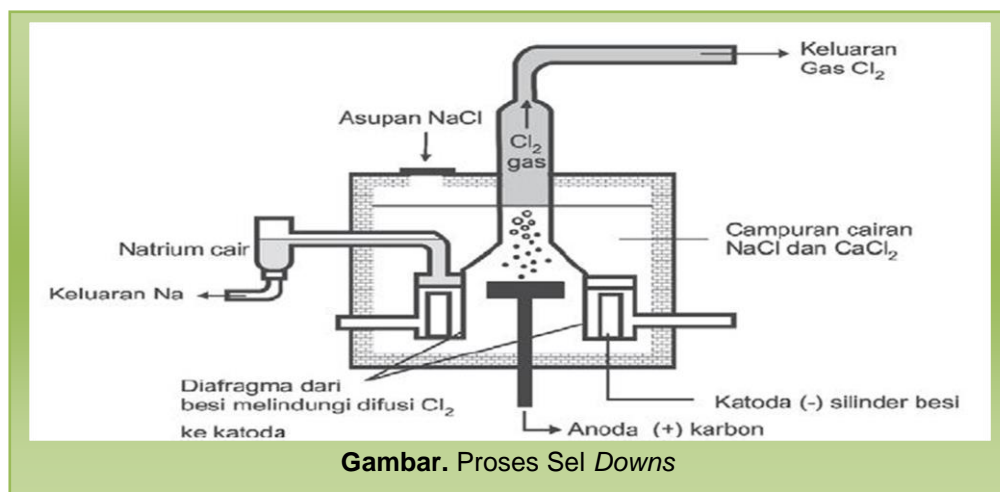 Keluaran
Gas Cl₂
Asupan NaCl
Cl₂
gas
Campuran cairan
NaCl dan CaCl₂
Natrium cair
Keluaran Na
Diafragma dari
besi melindungi difusi Cl₂
ke katoda
Katoda (-) silinder besi
Anoda (+) karbon
Gambar. Proses Sel Downs